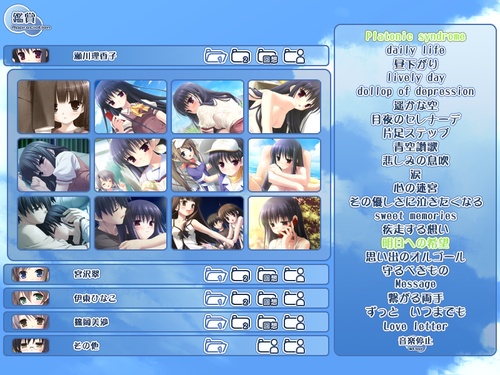 鑑賞
瀬川理香子
宮沢翠
伊東ひなこ
篠岡美渉
その他
Platonic syndrome
daily life
昼下がり
lively day
dollop of depression
遥かな空
月夜のセレナーデ
片足ステップ
青空讃歌
悲しみの息吹
涙
心の迷宮
その優しさに泣きたくなる
sweet memories
疾走する想い
明日への希望
思い出のオルゴール
守るべきもの
Message
繋がる両手
ずっと いつまでも
Love letter
音楽停止